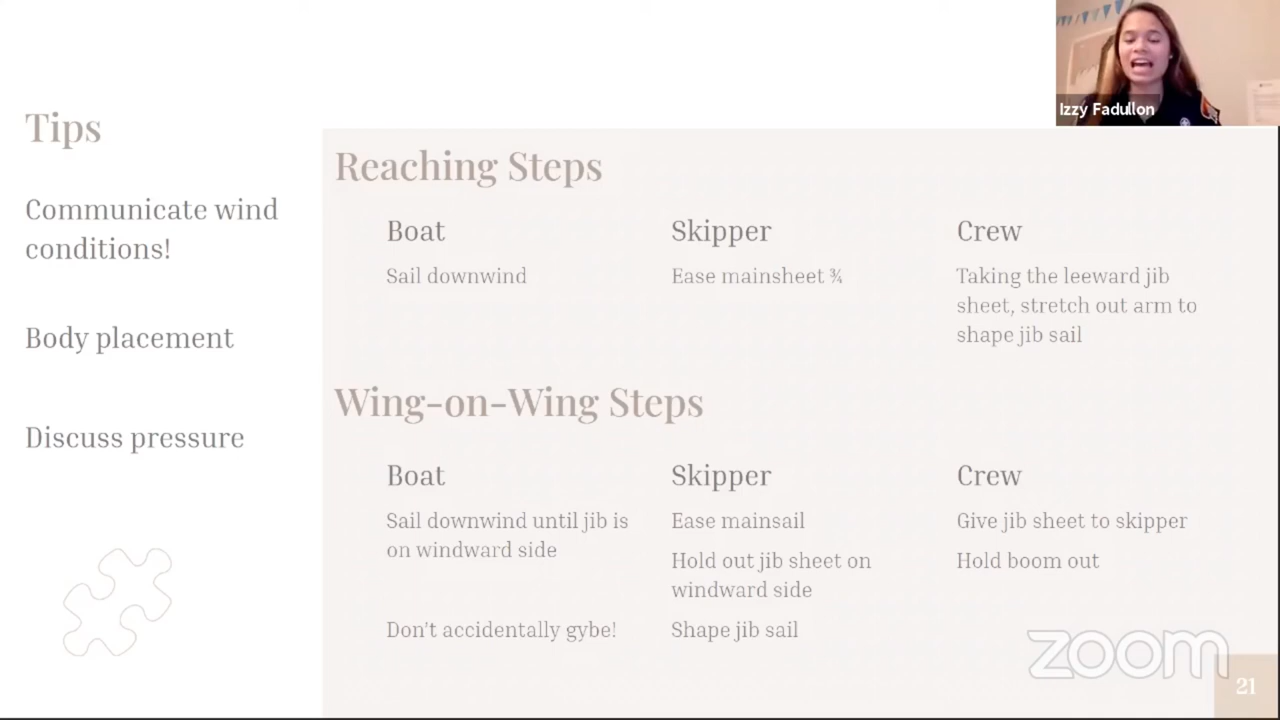 Izzy Fadullon
Tips
Communicate wind
conditions!
Body placement
Discuss pressure
Reaching Steps
Boat
Sail downwind
Skipper
Ease mainsheet ¾
Crew
Taking the leeward jib
sheet, stretch out arm to
shape jib sail
Wing-on-Wing Steps
Boat
Sail downwind until jib is
on windward side
Don’t accidentally gybe!
Skipper
Ease mainsail
Hold out jib sheet on
windward side
Shape jib sail
Crew
Give jib sheet to skipper
Hold boom out
zoom
21